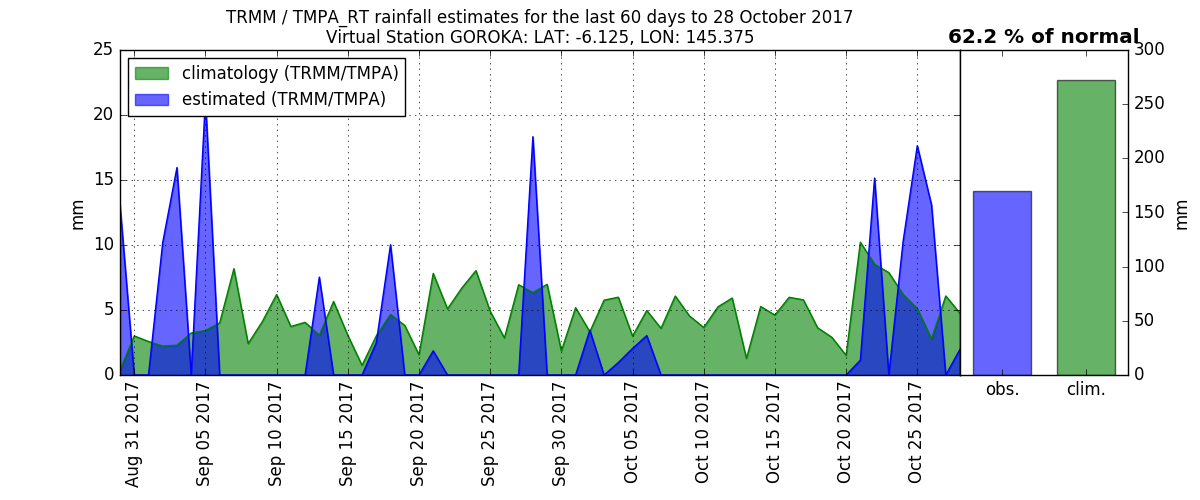 TRMM / TMPA_RT rainfall estimates for the last 60 days to 28 October 2017
Virtual Station GOROKA: LAT: -6.125, LON: 145.375
62.2 % of normal
climatology (TRMM/TMPA)
estimated (TRMM/TMPA)
25
20
15
10
5
0
mm
300
250
200
150
100
50
0
mm
Aug 31 2017
Sep 05 2017
Sep 10 2017
Sep 15 2017
Sep 20 2017
Sep 25 2017
Sep 30 2017
Oct 05 2017
Oct 10 2017
Oct 15 2017
Oct 20 2017
Oct 25 2017
obs.
clim.